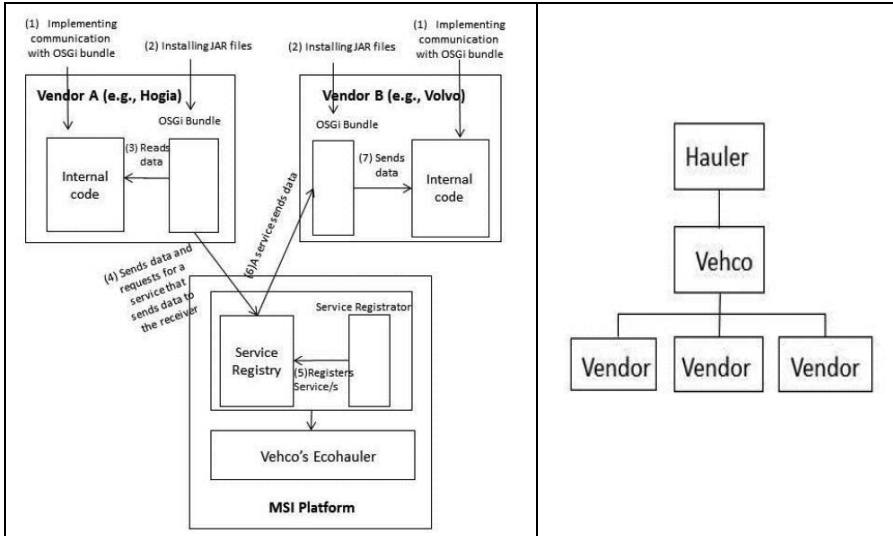 (1) Implementing
communication
with OSGi bundle
(2) Installing JAR files
Vendor A (e.g., Hogia)
OSGi Bundle
(3) Reads
data
Internal
code
(1) Implementing
communication
with OSGi bundle
(2) Installing JAR files
Vendor B (e.g., Volvo)
OSGi Bundle
(7) Sends
data
Internal
code
(4) Sends data and
requests for a
service that
sends data to
the receiver
(6)A service sends data
Service Registrator
Service
Registry
(5)Registers
Service/s
Vehco's Ecohauler
MSI Platform
Hauler
Vehco
Vendor
Vendor
Vendor